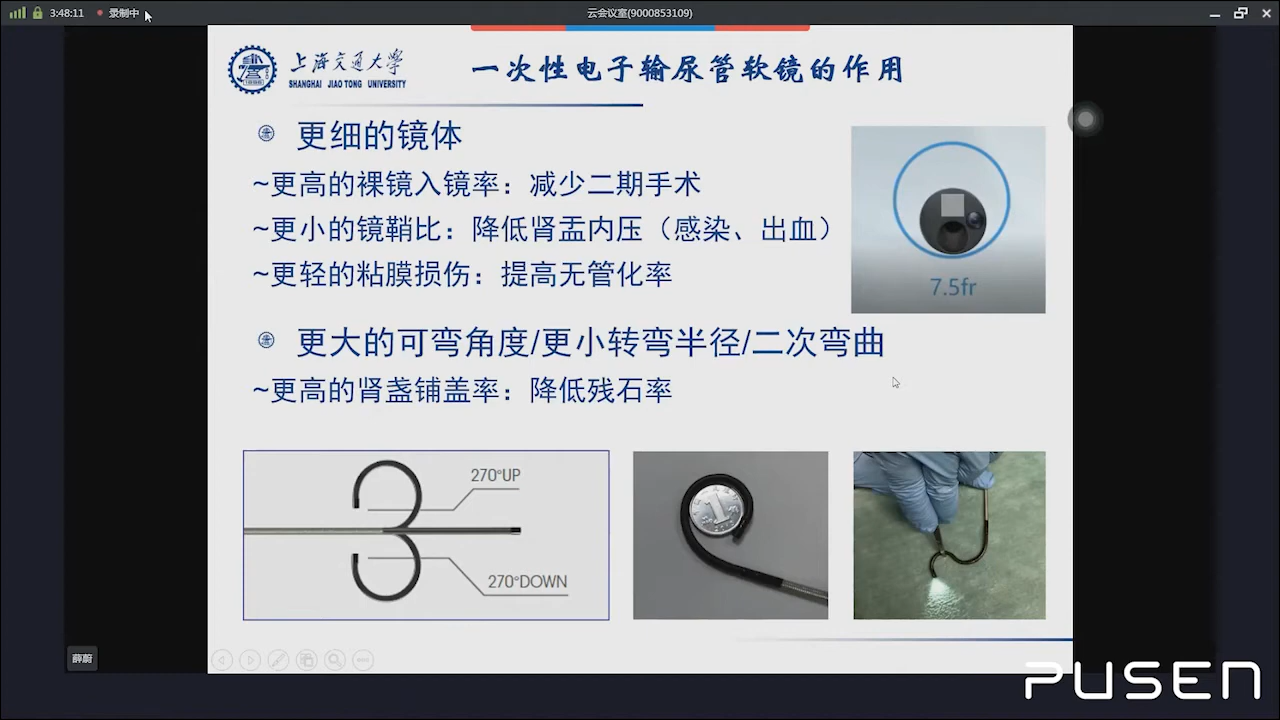 3:48:11
录制中
云会议室(9000853109)
上海交通大学
SHANGHAI JIAO TONG UNIVERSITY
一次性电子输尿管软镜的作用
更细的镜体
~更高的裸镜入镜率：减少二期手术
~更小的镜鞘比：降低肾盂内压（感染、出血）
~更轻的粘膜损伤：提高无管化率
7.5fr
更大的可弯角度/更小转弯半径/二次弯曲
~更高的肾盏铺盖率：降低残石率
270°UP
270°DOWN
1
薛蔚
PUSEN